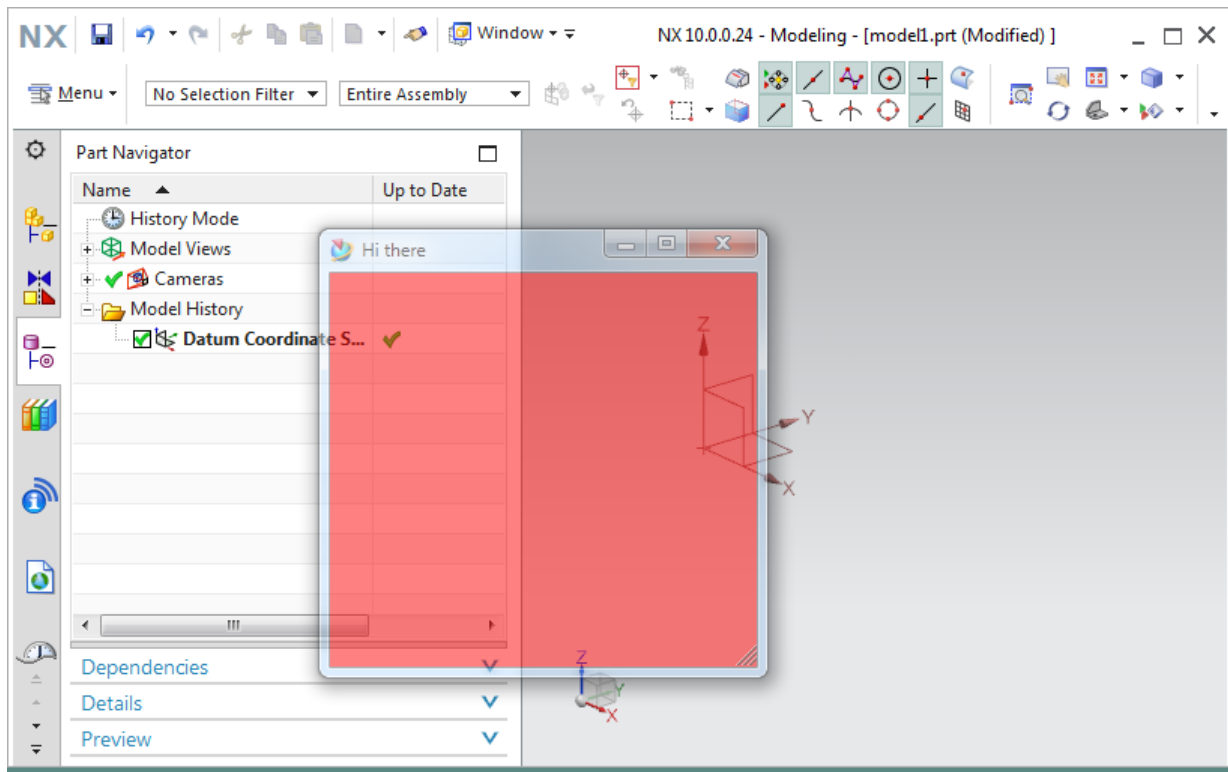 NX Window NX 10.0.0.24 - Modeling - [model1.prt (Modified) ]
Menu No Selection Filter Entire Assembly
Part Navigator
Name Up to Date
History Mode
Model Views
Hi there
Cameras
Model History
Datum Coordinate S...
Z
Y
X
Dependencies
Z
Y
X
Details
Preview